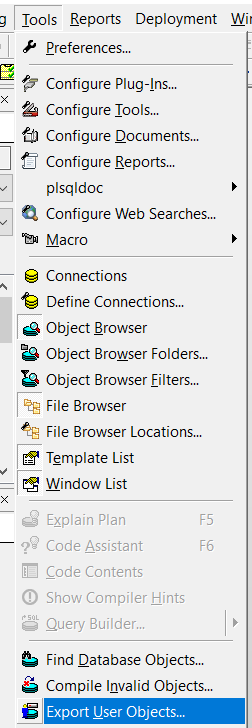 Tools Reports Deployment
Preferences...
Configure Plug-Ins...
Configure Tools...
Configure Documents...
Configure Reports...
plsqldoc
Configure Web Searches...
Macro
Connections
Define Connections...
Object Browser
Object Browser Folders...
Object Browser Filters...
File Browser
File Browser Locations...
Template List
Window List
Explain Plan F5
Code Assistant F6
Code Contents
Show Compiler Hints
Query Builder...
Find Database Objects...
Compile Invalid Objects...
Export User Objects...